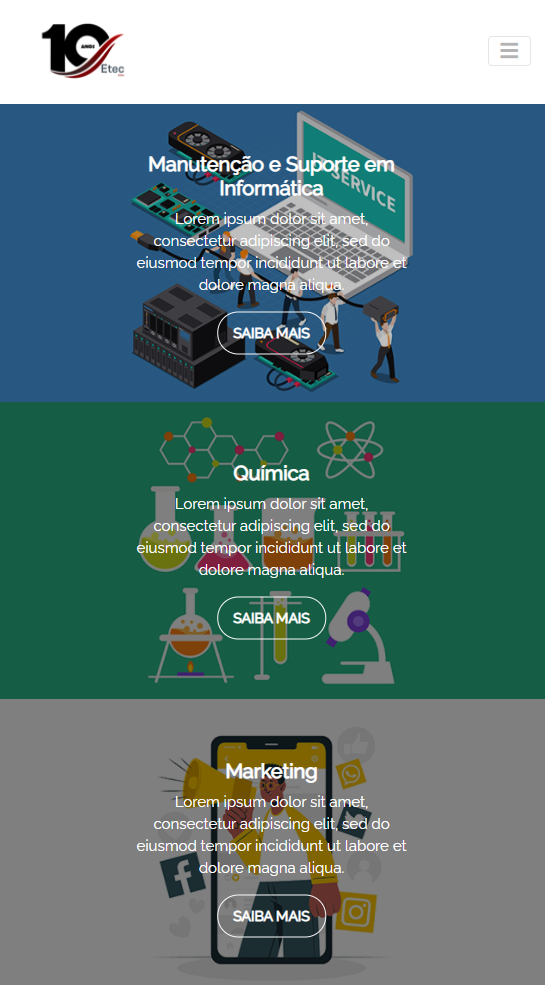 10
ANOS
Etec
Manutenção e Suporte em
Informática
IT SERVICE
Lorem ipsum dolor sit amet,
consectetur adipiscing elit, sed do
eiusmod tempor incididunt ut labore et
dolore magna aliqua.
SAIBA MAIS
Química
Lorem ipsum dolor sit amet,
consectetur adipiscing elit, sed do
eiusmod tempor incididunt ut labore et
dolore magna aliqua.
SAIBA MAIS
Marketing
Lorem ipsum dolor sit amet,
consectetur adipiscing elit, sed do
eiusmod tempor incididunt ut labore et
dolore magna aliqua.
SAIBA MAIS